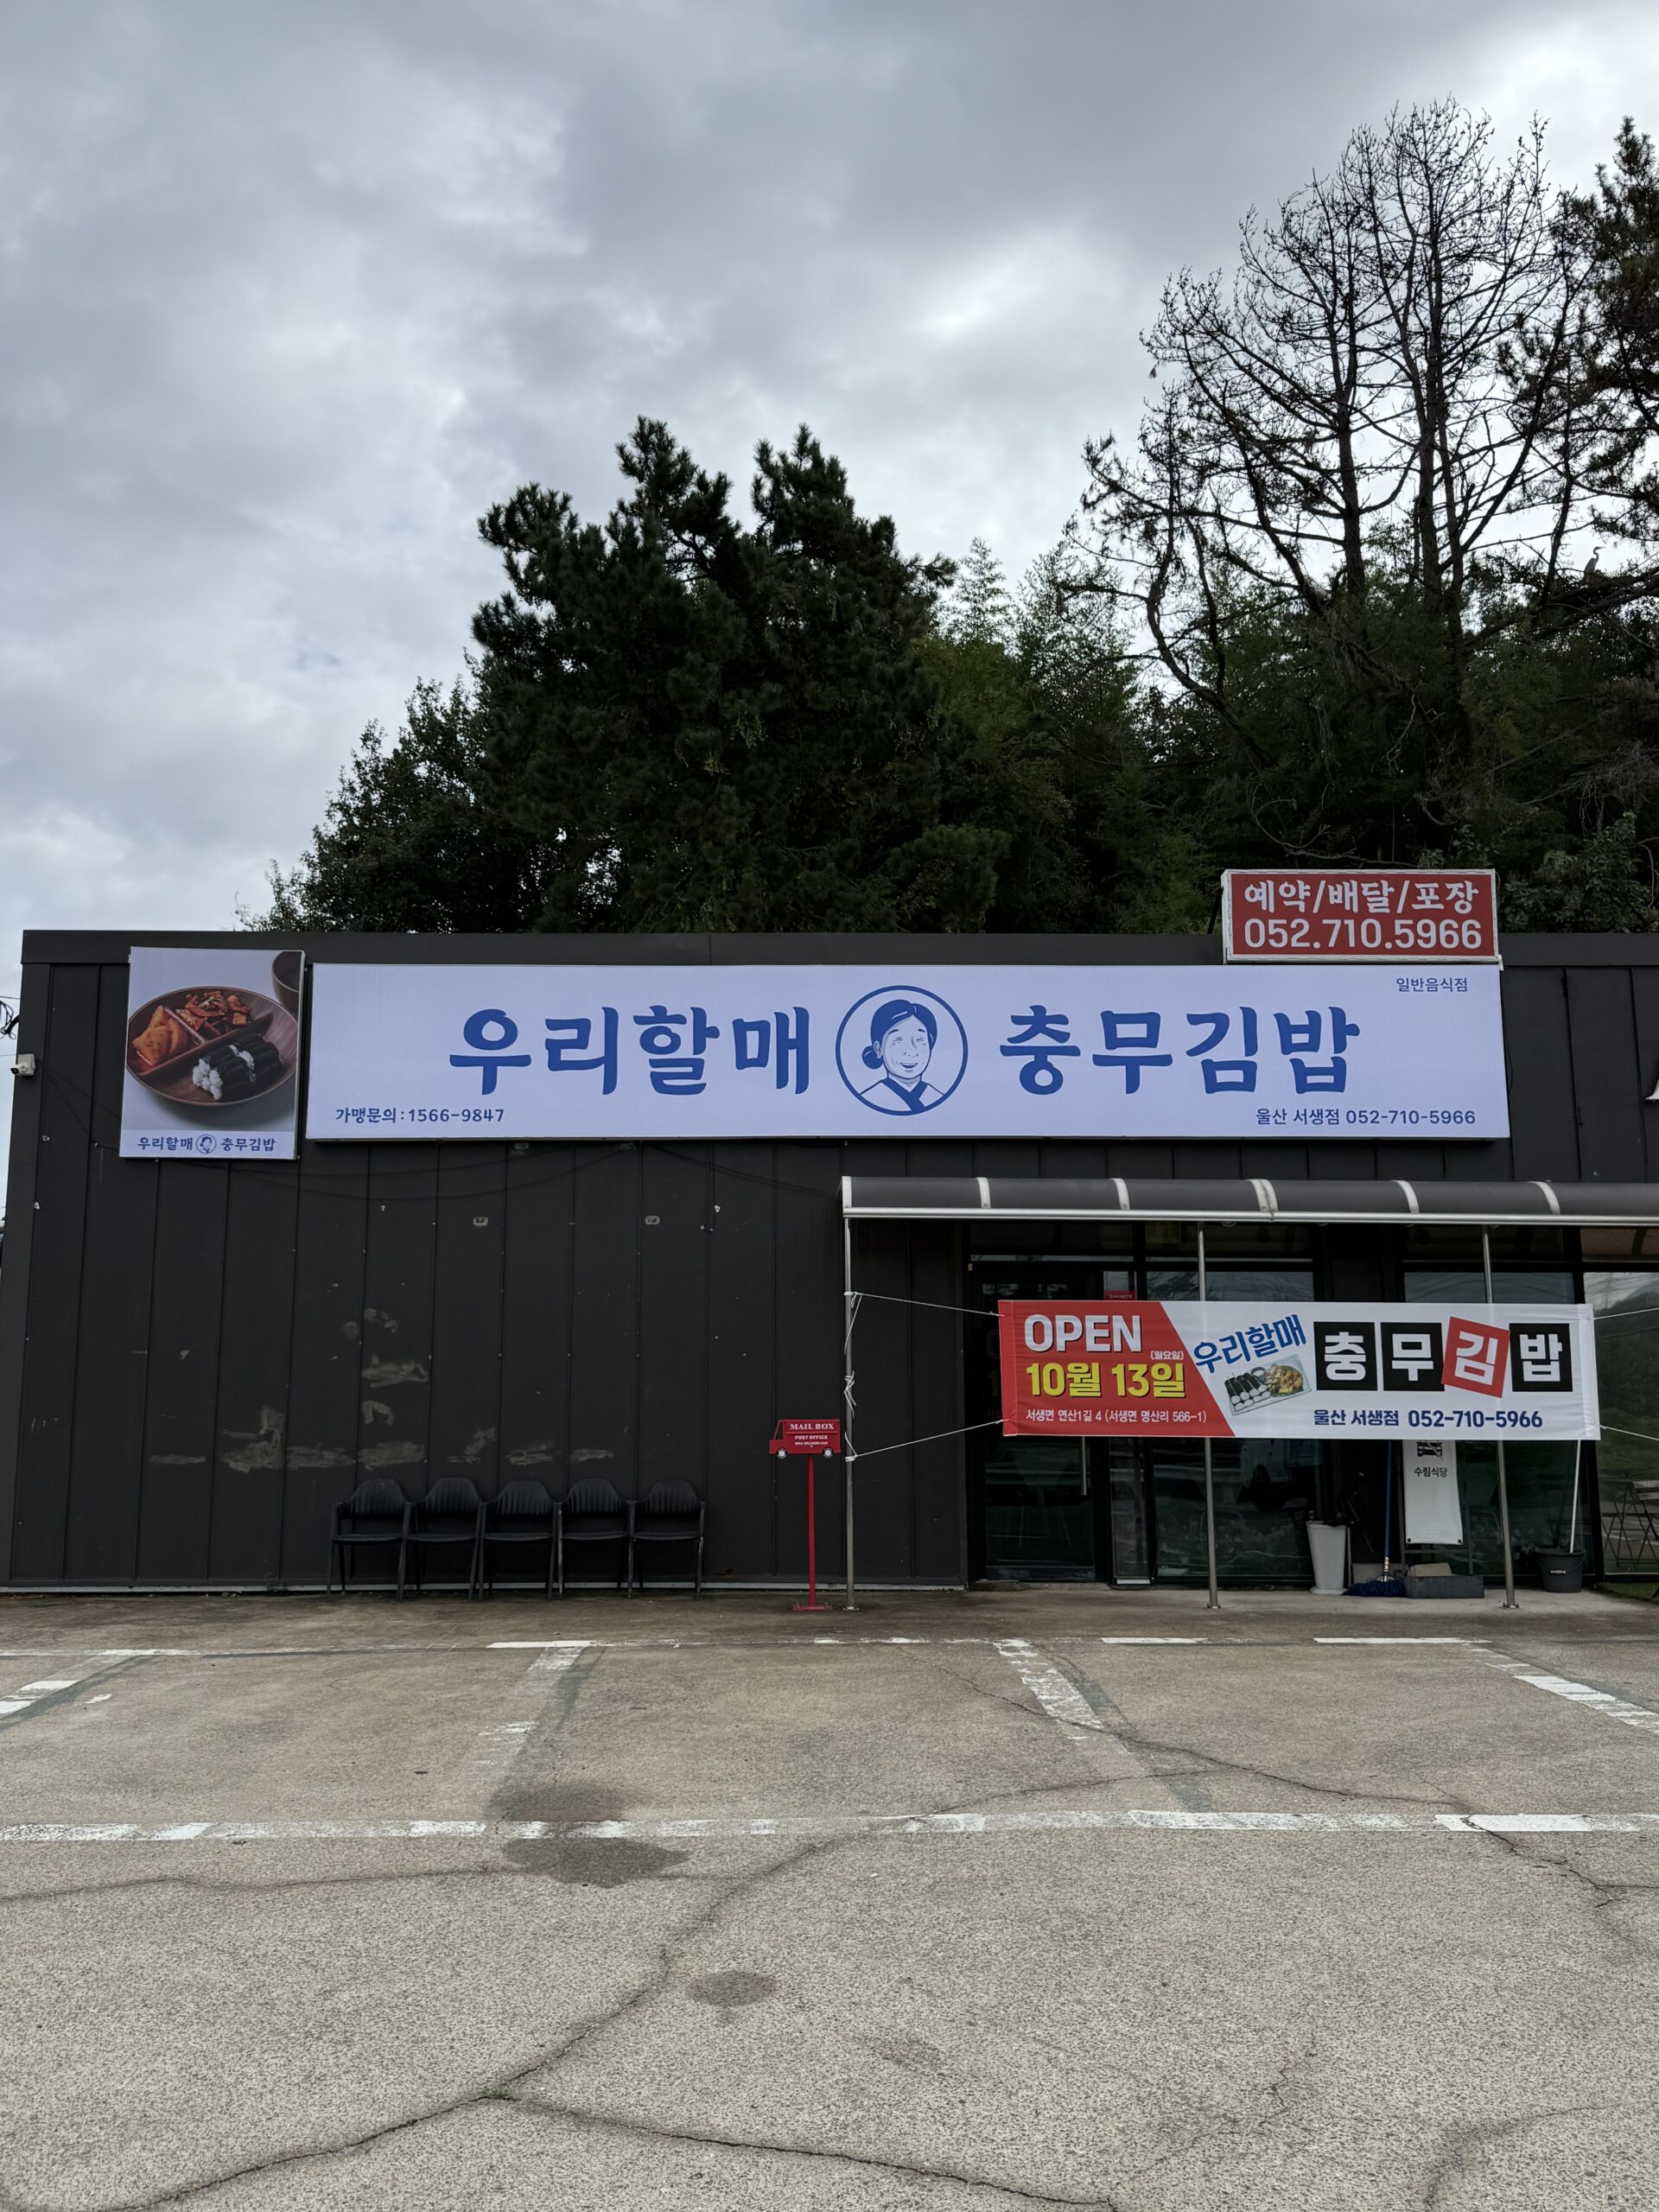 예약/배달/포장
052.710.5966
일반음식점
우리할매 충무김밥
가맹문의:1566-9847
울산 서생점 052-710-5966
우리할매 충무김밥
OPEN
(월요일)
10월 13일
서생면 연산1길 4 (서생면 명산리 566-1)
우리할매 충무김밥
울산 서생점 052-710-5966
MAIL BOX
POST OFFICE
수림식당